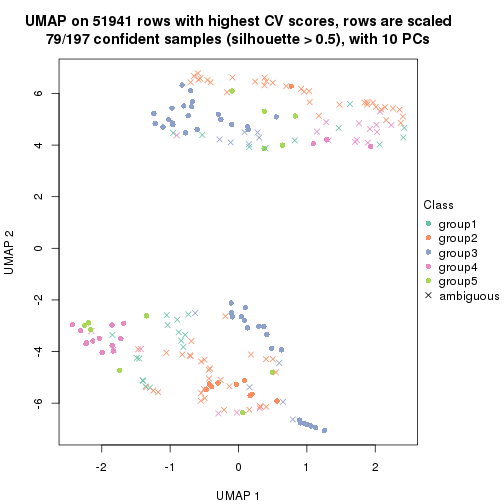 UMAP on 51941 rows with highest CV scores, rows are scaled
79/197 confident samples (silhouette > 0.5), with 10 PCs
6
4
2
0
-2
-4
-6
UMAP 2
-2
-1
0
1
2
UMAP 1
Class
group1
group2
group3
group4
group5
ambiguous